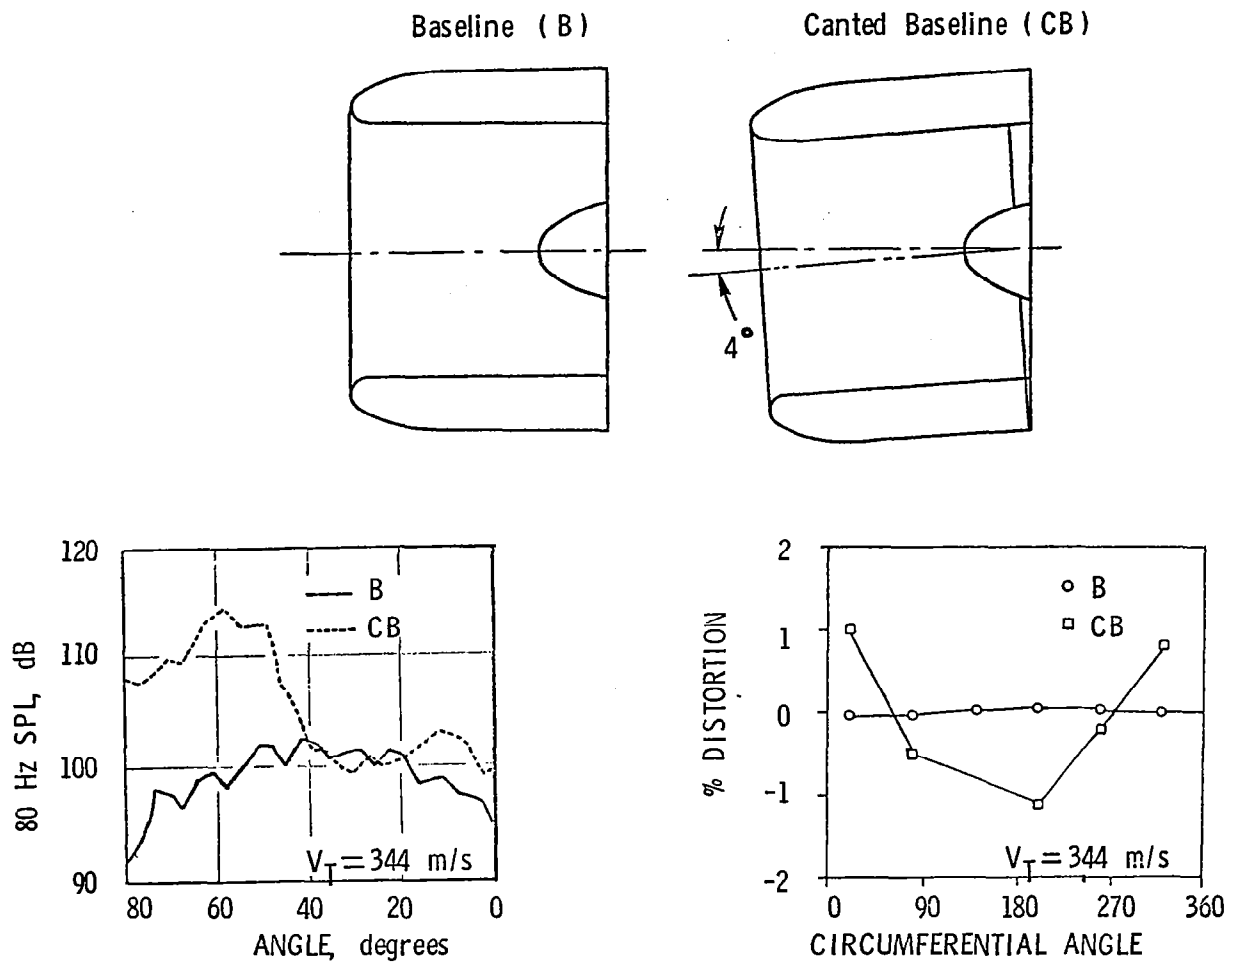 Baseline (B)
Canted Baseline (CB)
4°
120
110
100
90
80 Hz SPL, dB
B
CB
V_T = 344 m/s
80 60 40 20 0
ANGLE, degrees
2
1
0
-1
-2
% DISTORTION
B
CB
V_T = 344 m/s
0 90 180 270 360
CIRCUMFERENTIAL ANGLE